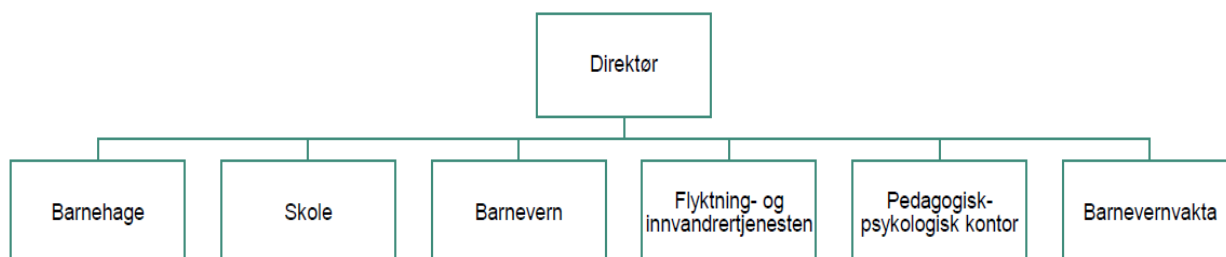 Direktør
Barnehage
Skole
Barnevern
Flyktning- og
innvandrertjenesten
Pedagogisk-
psykologisk kontor
Barnevernvakta